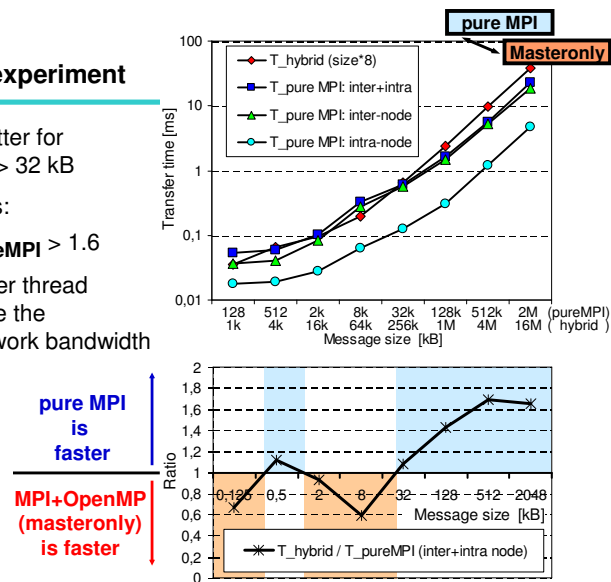 experiment
tter for
> 32 kB
s:
eMPI > 1.6
er thread
e the
work bandwidth
pure MPI
Masteronly
100
10
1
0,1
0,01
Transfer time [ms]
T_hybrid (size*8)
T_pure MPI: inter+intra
T_pure MPI: inter-node
T_pure MPI: intra-node
128 512 2k 8k 32k 128k 512k 2M (pureMPI)
1k 4k 16k 64k 256k 1M 4M 16M ( hybrid )
Message size [kB]
pure MPI
is
faster
MPI+OpenMP
(masteronly)
is faster
Ratio
2
1,8
1,6
1,4
1,2
1
0,8
0,6
0,4
0,2
0
0,125 0,5 2 8 32 128 512 2048
Message size [kB]
T_hybrid / T_pureMPI (inter+intra node)